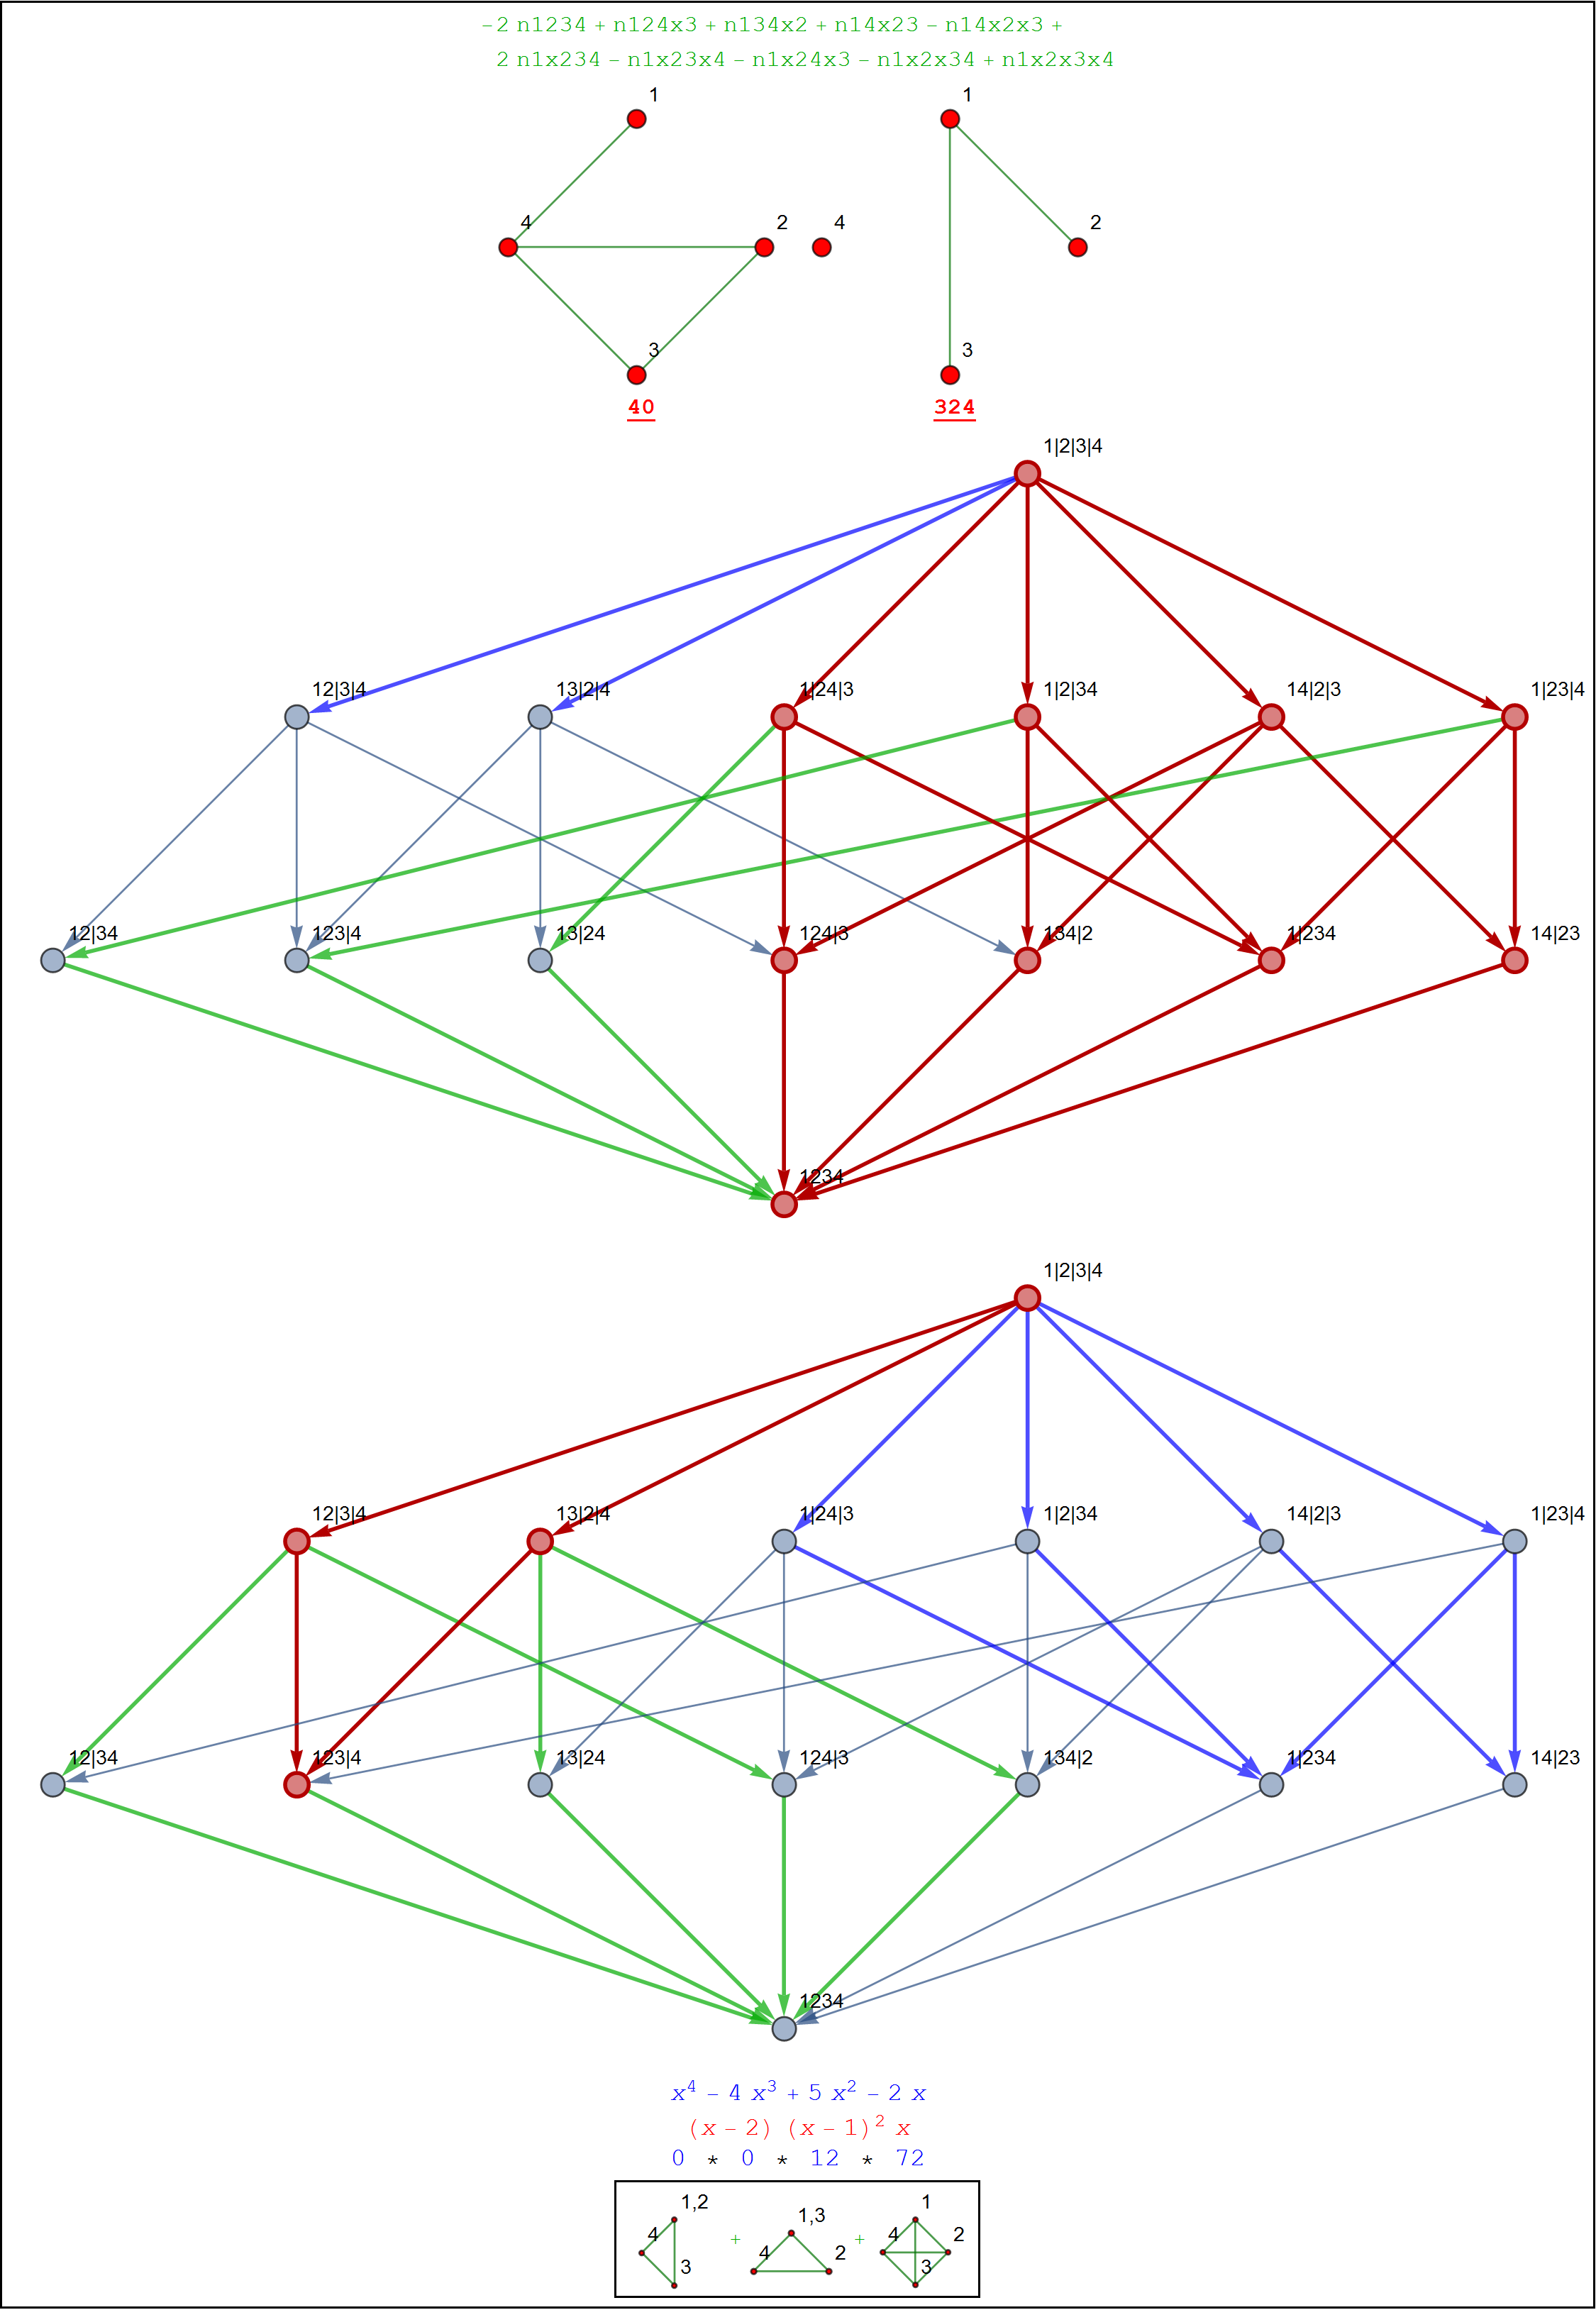 -2 n1234 + n124x3 + n134x2 + n14x23 - n14x2x3 +
2 n1x234 - n1x23x4 - n1x24x3 - n1x2x34 + n1x2x3x4
1 1
4 2 4 2
3 3
40 324
1|2|3|4
12|3|4 13|2|4 1|24|3 1|2|34 14|2|3 1|23|4
12|34 123|4 13|24 124|3 134|2 1|234 14|23
1234
1|2|3|4
12|3|4 13|2|4 1|24|3 1|2|34 14|2|3 1|23|4
12|34 123|4 13|24 124|3 134|2 1|234 14|23
1234
x⁴ - 4 x³ + 5 x² - 2 x
(x - 2) (x - 1)² x
0 * 0 * 12 * 72
1,2 1,3 1
4 + 4 2 + 4 2
3 3